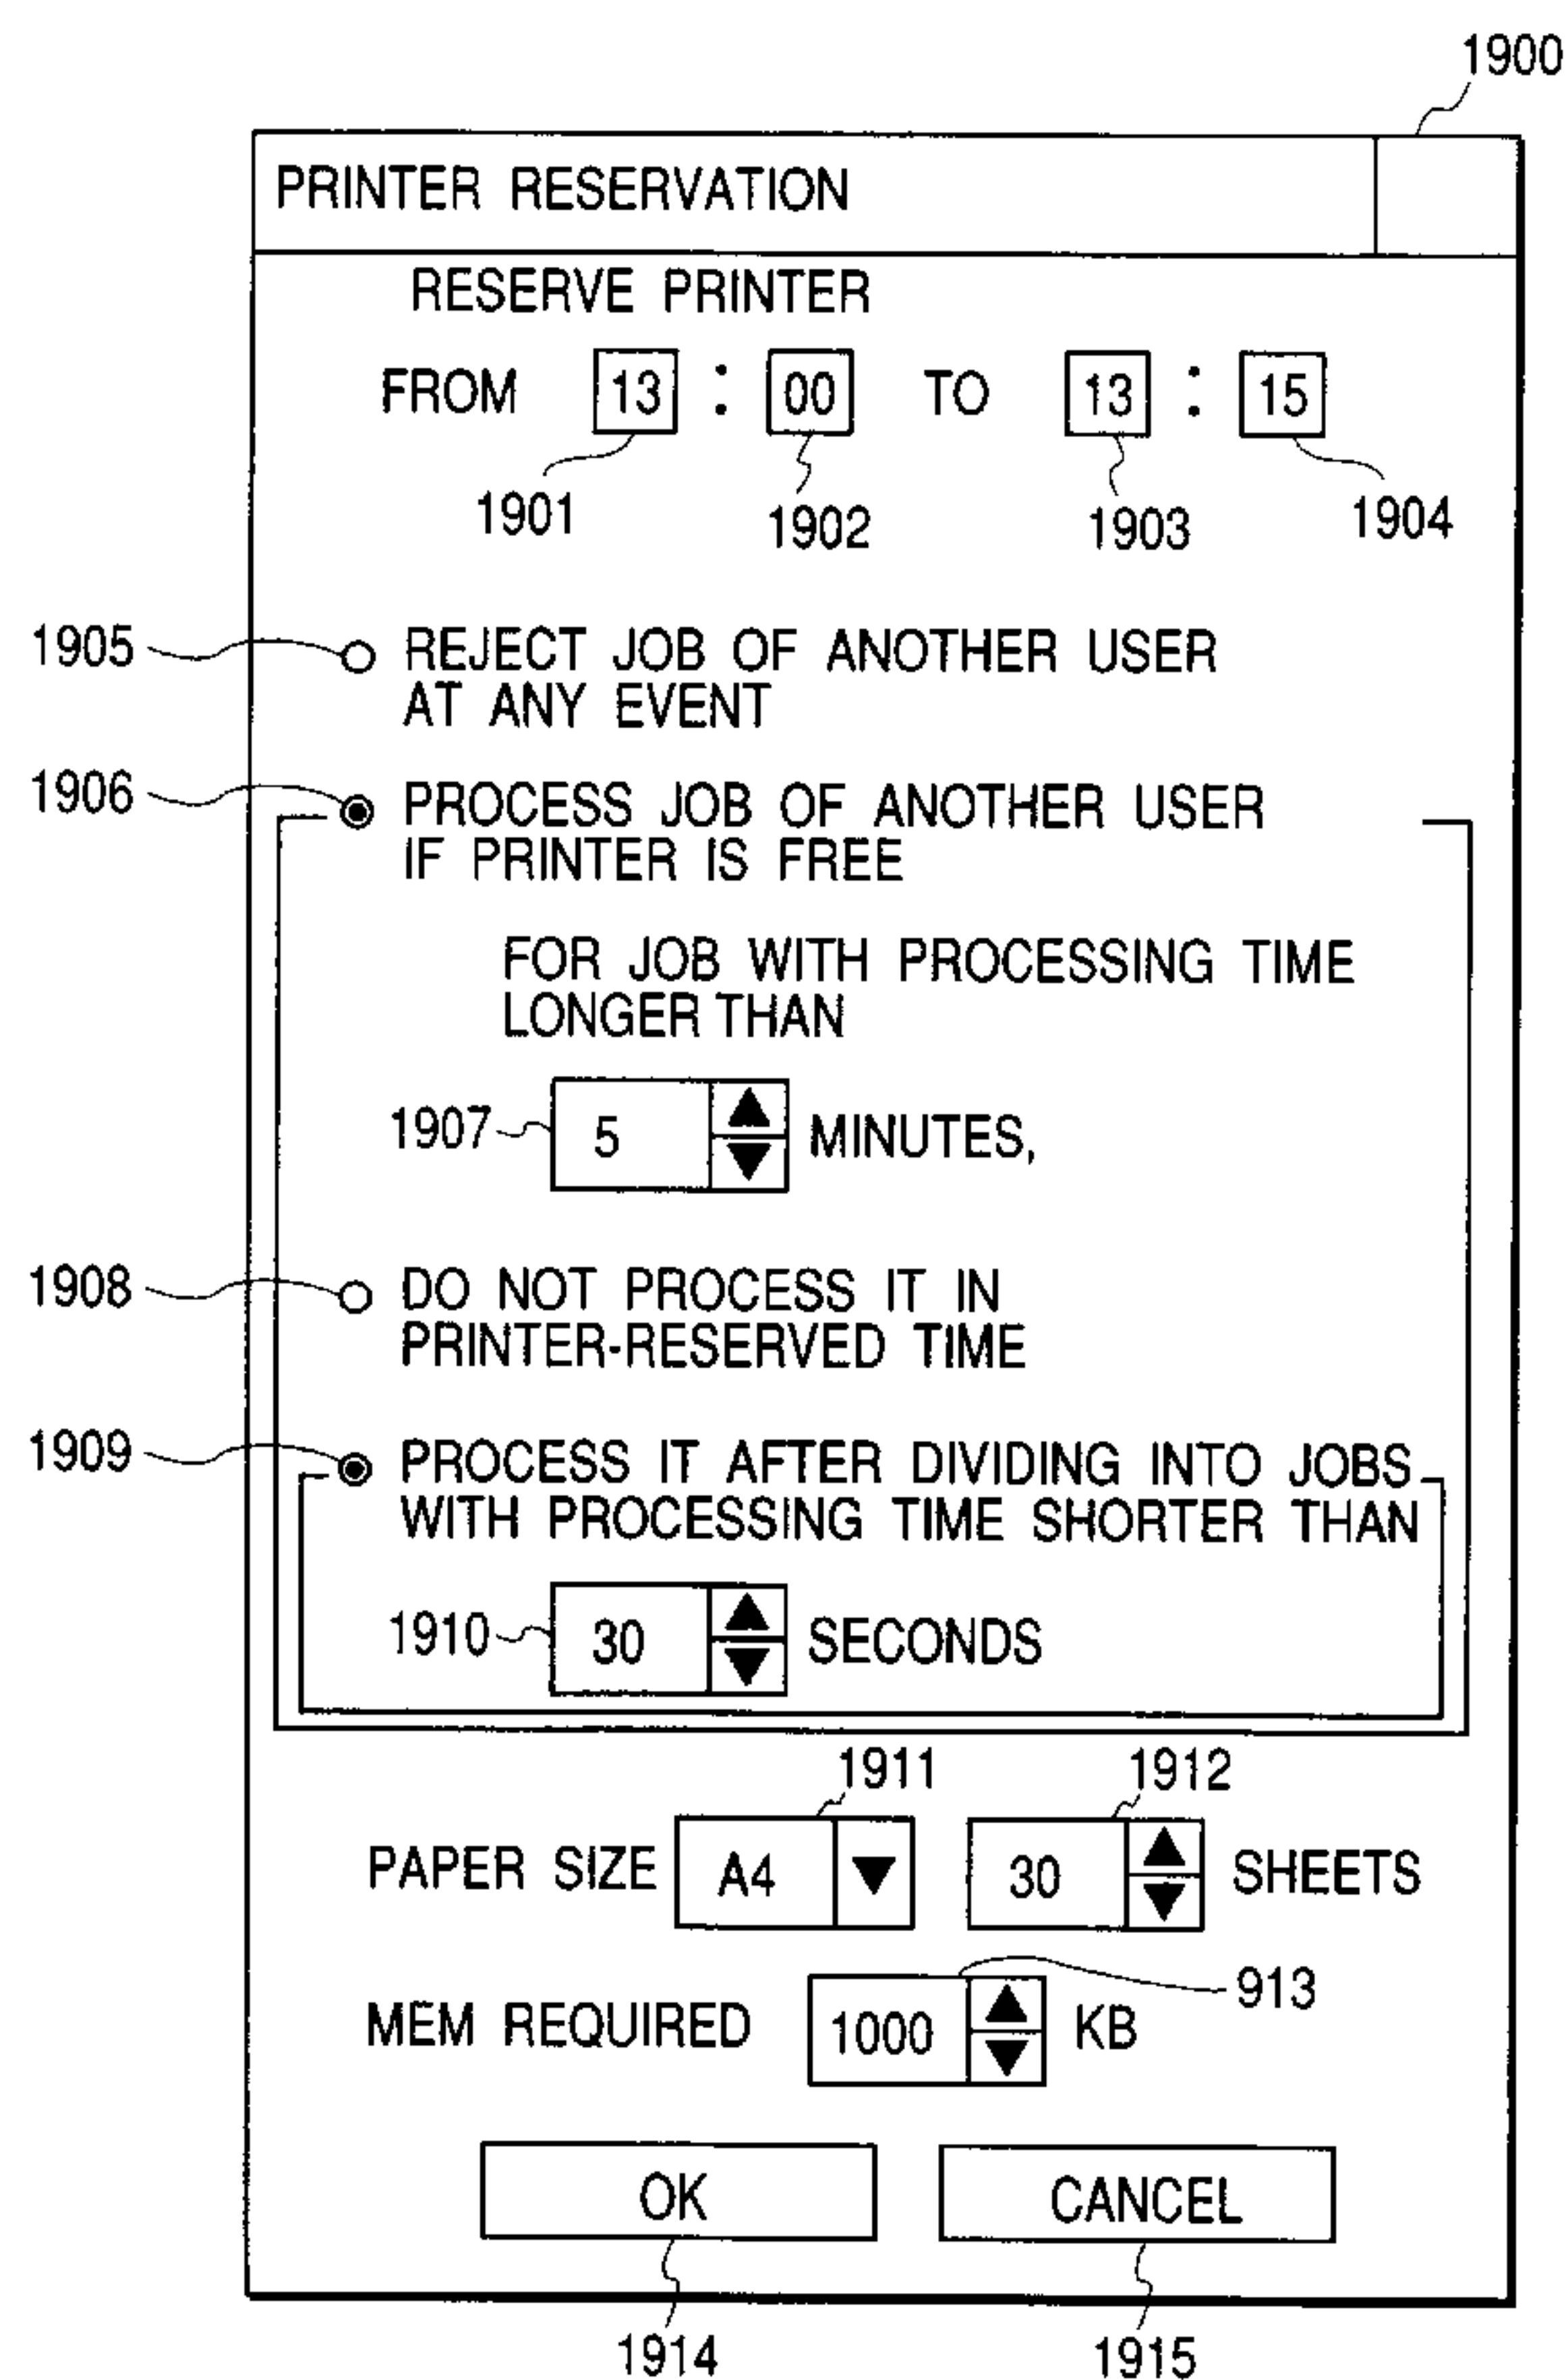 1900
PRINTER RESERVATION
RESERVE PRINTER
FROM 13 : 00 TO 13 : 15
1901 1902 1903 1904
1905 REJECT JOB OF ANOTHER USER
AT ANY EVENT
1906 PROCESS JOB OF ANOTHER USER
IF PRINTER IS FREE
FOR JOB WITH PROCESSING TIME
LONGER THAN
1907 5 MINUTES,
1908 DO NOT PROCESS IT IN
PRINTER-RESERVED TIME
1909 PROCESS IT AFTER DIVIDING INTO JOBS
WITH PROCESSING TIME SHORTER THAN
1910 30 SECONDS
1911 1912
PAPER SIZE A4 30 SHEETS
913
MEM REQUIRED 1000 KB
OK CANCEL
1914 1915